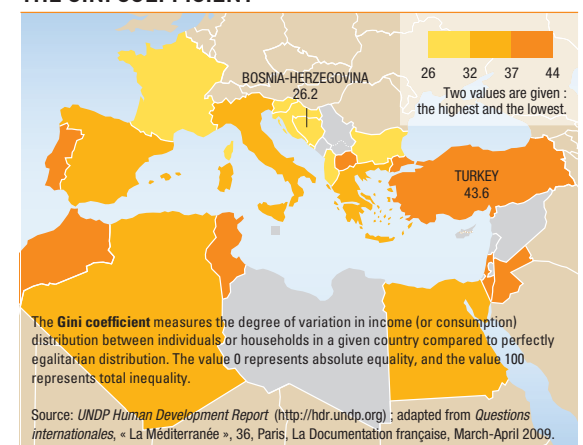 THE GINI COEFFICIENT
BOSNIA-HERZEGOVINA
26.2
26 32 37 44
Two values are given :
the highest and the lowest.
TURKEY
43.6
The Gini coefficient measures the degree of variation in income (or consumption)
distribution between individuals or households in a given country compared to perfectly
egalitarian distribution. The value 0 represents absolute equality, and the value 100
represents total inequality.
Source: UNDP Human Development Report (http://hdr.undp.org) ; adapted from Questions
internationales, « La Méditerranée », 36, Paris, La Documentation française, March-April 2009.